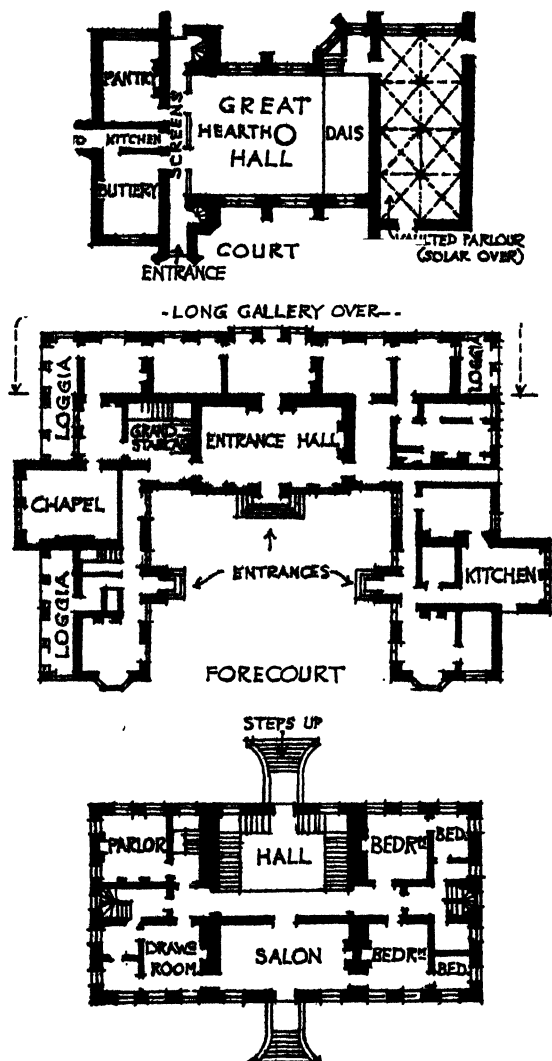 PANTRY
TO KITCHEN
BUTTERY
SCREENS
GREAT
HEARTH
HALL
DAIS
VAULTED PARLOUR
(SOLAR OVER)
COURT
ENTRANCE
-LONG GALLERY OVER--
LOGGIA
LOGGIA
GRAND
STAIRCASE
ENTRANCE HALL
CHAPEL
ENTRANCES
KITCHEN
LOGGIA
FORECOURT
STEPS UP
PARLOR
HALL
BEDRM
BED.
DRAWG
ROOM
SALON
BEDRM
BED.